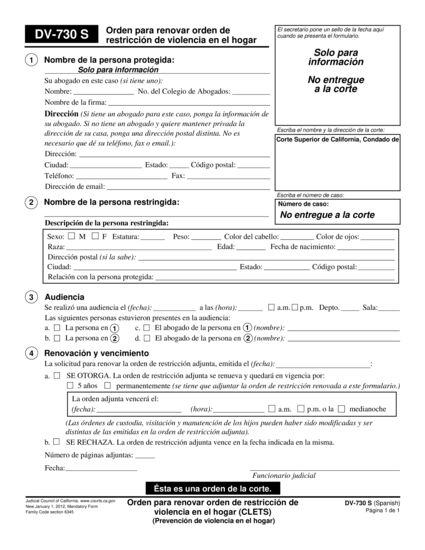 DV-730 S
Orden para renovar orden de
restricción de violencia en el hogar
El secretario pone un sello de la fecha aquí
cuando se presenta el formulario.
Solo para
información
No entregue
a la corte
1 Nombre de la persona protegida:
Solo para información
Su abogado en este caso (si tiene uno):
Nombre: No. del Colegio de Abogados:
Nombre de la firma:
Dirección (Si tiene un abogado para este caso, ponga la información de
su abogado. Si no tiene un abogado y quiere mantener privada la
dirección de su casa, ponga una dirección postal distinta. No es
necesario que dé su teléfono, fax o email.):
Dirección:
Ciudad: Estado: Código postal:
Teléfono: Fax:
Dirección de email:
Escriba el nombre y la dirección de la corte:
Corte Superior de California, Condado de
Escriba el número de caso:
Número de caso:
No entregue a la corte
2 Nombre de la persona restringida:
Descripción de la persona restringida:
Sexo: M F Estatura: Peso: Color del cabello: Color de ojos:
Raza: Edad: Fecha de nacimiento:
Dirección postal (si la sabe):
Ciudad: Estado: Código postal:
Relación con la persona protegida:
3 Audiencia
Se realizó una audiencia el (fecha): a las (hora): a.m. p.m. Depto. Sala:
Las siguientes personas estuvieron presentes en la audiencia:
a. La persona en 1 c. El abogado de la persona en 1 (nombre):
b. La persona en 2 d. El abogado de la persona en 2 (nombre):
4 Renovación y vencimiento
La solicitud para renovar la orden de restricción adjunta, emitida el (fecha): :
a. SE OTORGA. La orden de restricción adjunta se renueva y quedará en vigencia por:
5 años permanentemente (se tiene que adjuntar la orden de restricción renovada a este formulario.)
La orden adjunta vencerá el:
(fecha): (hora): a.m. p.m. o la medianoche
(Las órdenes de custodia, visitación y manutención de los hijos pueden haber sido modificadas y ser
distintas de las emitidas en la orden de restricción adjunta).
b. SE RECHAZA. La orden de restricción adjunta vence en la fecha indicada en la misma.
Número de páginas adjuntas:
Fecha:
Funcionario judicial
Ésta es una orden de la corte.
Judicial Council of California, www.courts.ca.gov
New January 1, 2012, Mandatory Form
Family Code section 6345
Orden para renovar orden de restricción de
violencia en el hogar (CLETS)
(Prevención de violencia en el hogar)
DV-730 S (Spanish)
Página 1 de 1